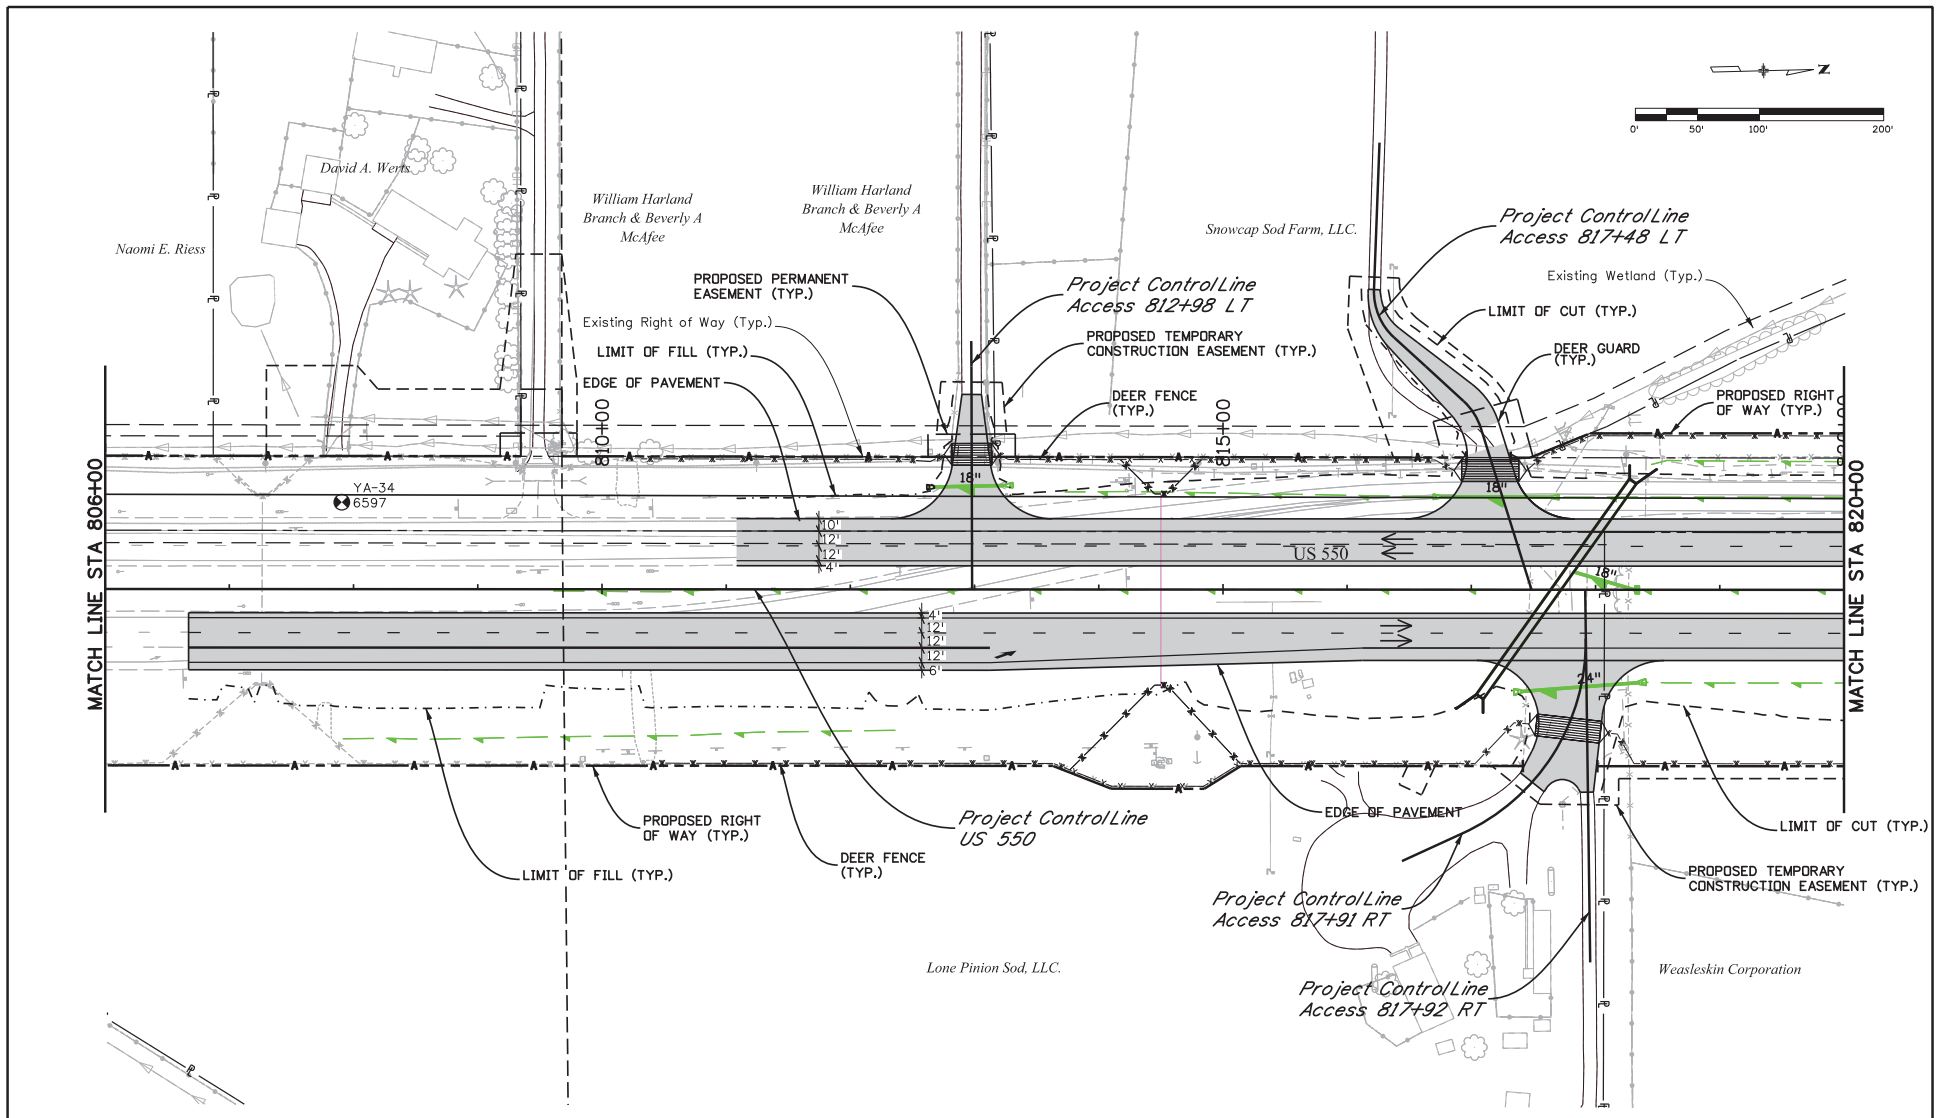 Z
0'
50'
100'
200'
David A. Werts
Naomi E. Riess
William Harland
Branch & Beverly A
McAfee
William Harland
Branch & Beverly A
McAfee
Snowcap Sod Farm, LLC.
Project Control Line
Access 817+48 LT
Existing Wetland (Typ.)
PROPOSED PERMANENT
EASEMENT (TYP.)
Project Control Line
Access 812+98 LT
LIMIT OF CUT (TYP.)
Existing Right of Way (Typ.)
PROPOSED TEMPORARY
CONSTRUCTION EASEMENT (TYP.)
LIMIT OF FILL (TYP.)
DEER GUARD
(TYP.)
EDGE OF PAVEMENT
DEER FENCE
(TYP.)
PROPOSED RIGHT
OF WAY (TYP.)
810+00
815+00
MATCH LINE STA 806+00
MATCH LINE STA 820+00
YA-34
6597
18"
18"
10'
12'
12'
4'
US 550
18"
4'
12'
12'
12'
6'
24"
PROPOSED RIGHT
OF WAY (TYP.)
Project Control Line
US 550
EDGE OF PAVEMENT
LIMIT OF CUT (TYP.)
DEER FENCE
(TYP.)
LIMIT OF FILL (TYP.)
PROPOSED TEMPORARY
CONSTRUCTION EASEMENT (TYP.)
Project Control Line
Access 817+91 RT
Lone Pinion Sod, LLC.
Weasleskin Corporation
Project Control Line
Access 817+92 RT